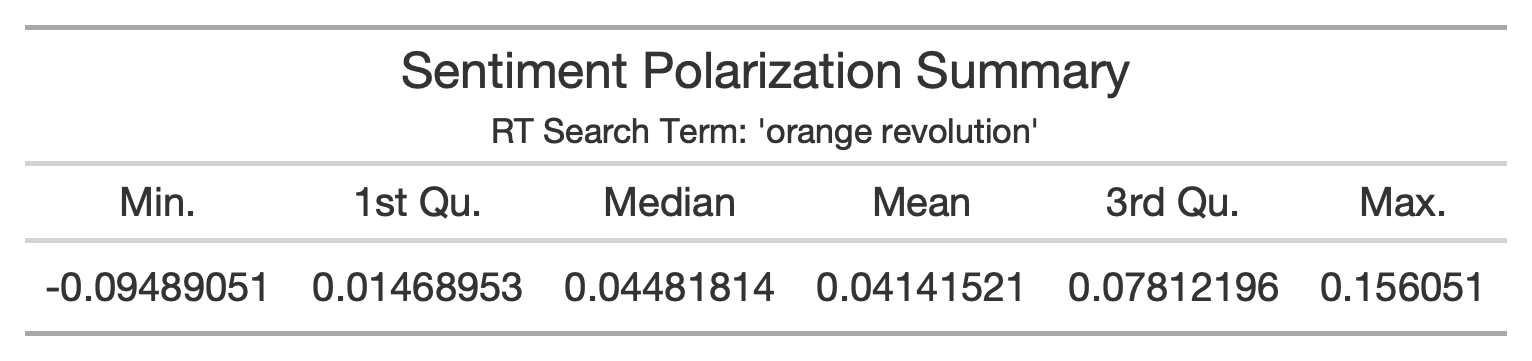 Sentiment Polarization Summary
RT Search Term: 'orange revolution'
Min. 1st Qu. Median Mean 3rd Qu. Max.
-0.09489051 0.01468953 0.04481814 0.04141521 0.07812196 0.156051